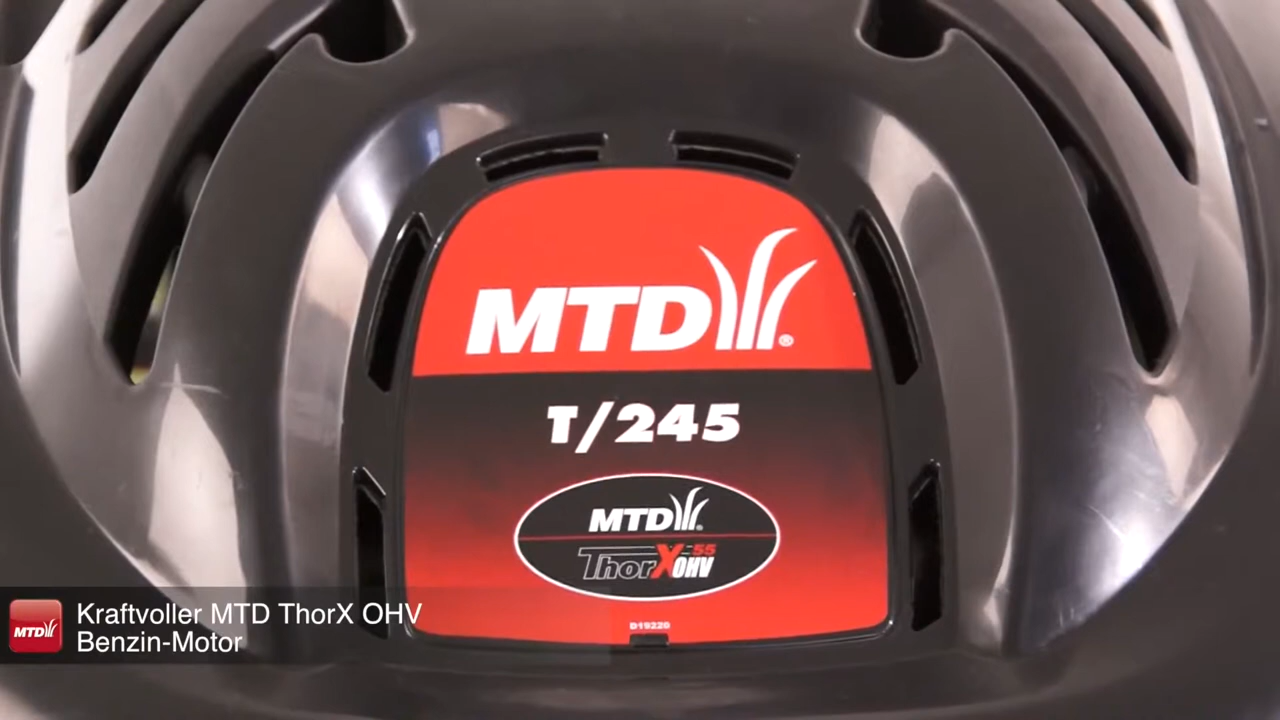 MTD®
T/245
MTD
ThorX 55
OHV
D19220
MTD
Kraftvoller MTD ThorX OHV
Benzin-Motor